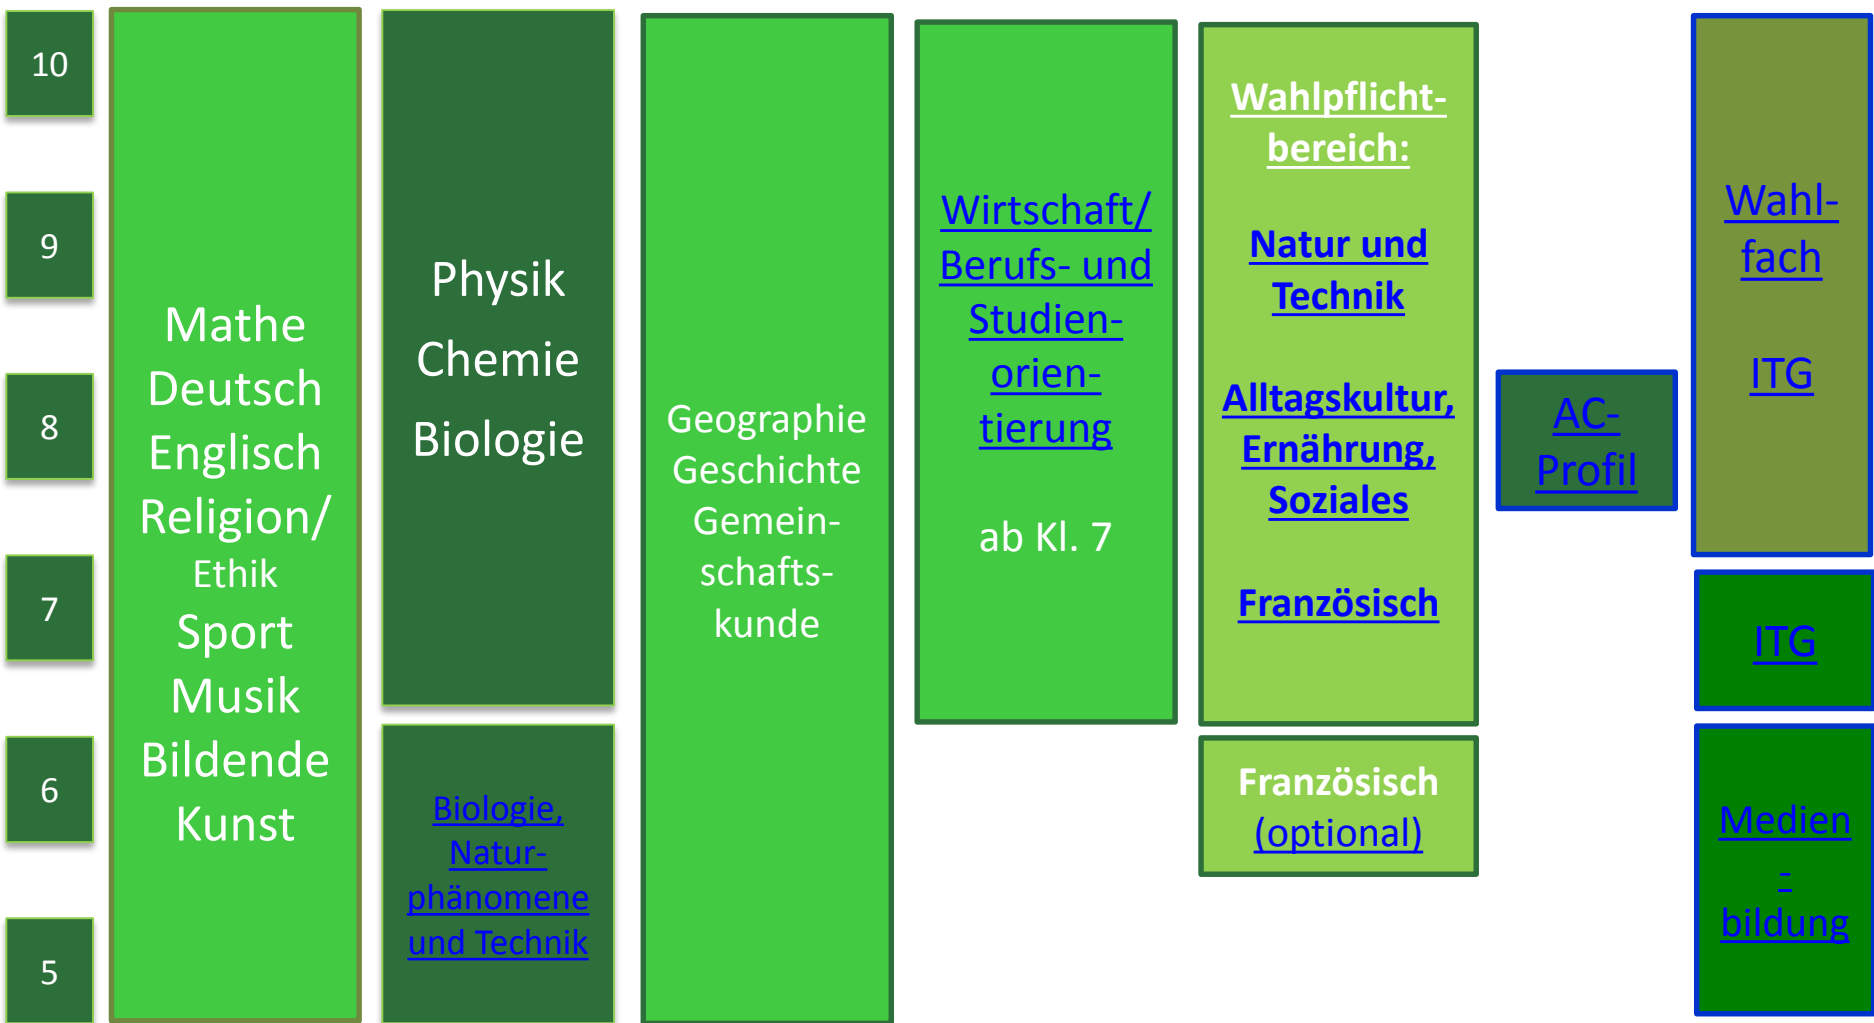 10
9
8
7
6
5
Mathe
Deutsch
Englisch
Religion/
Ethik
Sport
Musik
Bildende
Kunst
Physik
Chemie
Biologie
Biologie,
Natur-
phänomene
und Technik
Geographie
Geschichte
Gemein-
schafts-
kunde
Wirtschaft/
Berufs- und
Studien-
orien-
tierung
ab Kl. 7
Wahlpflicht-
bereich:
Natur und
Technik
Alltagskultur,
Ernährung,
Soziales
Französisch
Französisch
(optional)
AC-
Profil
Wahl-
fach
ITG
ITG
Medien
-
bildung